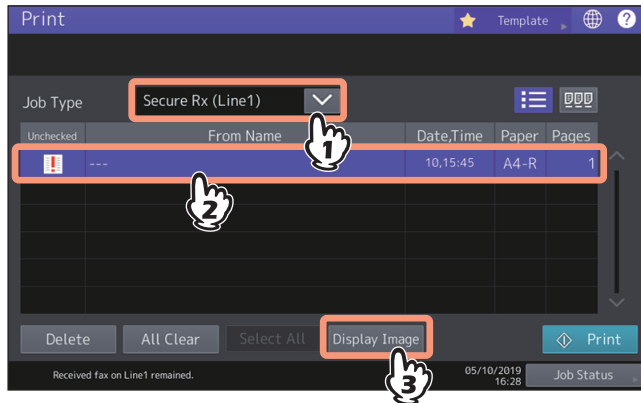 Print
Template
?
Job Type
Secure Rx (Line1)
1
Unchecked From Name Date,Time Paper Pages
! --- 10,15:45 A4-R 1
2
Delete All Clear Select All Display Image Print
3
Received fax on Line1 remained.
05/10/2019
16:28
Job Status